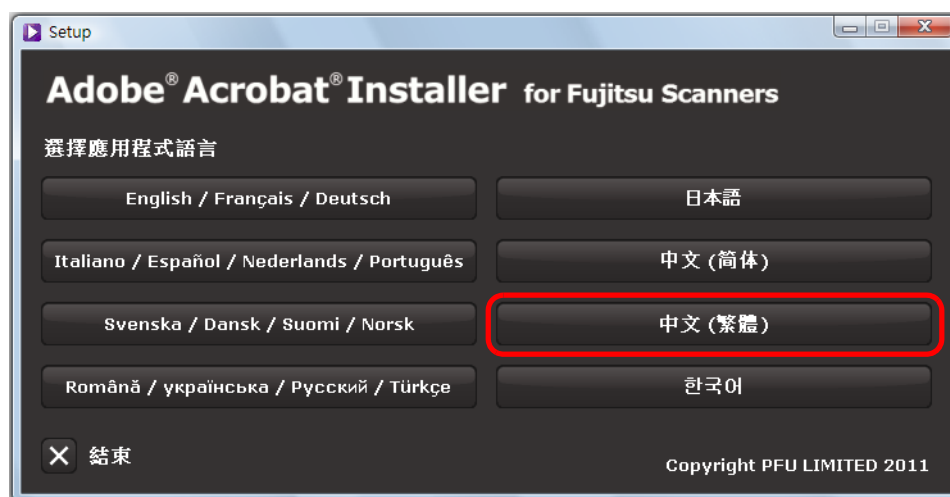 Setup
Adobe® Acrobat® Installer for Fujitsu Scanners
選擇應用程式語言
English / Français / Deutsch
日本語
Italiano / Español / Nederlands / Português
中文 (简体)
Svenska / Dansk / Suomi / Norsk
中文 (繁體)
Română / українська / Русский / Türkçe
한국어
結束
Copyright PFU LIMITED 2011